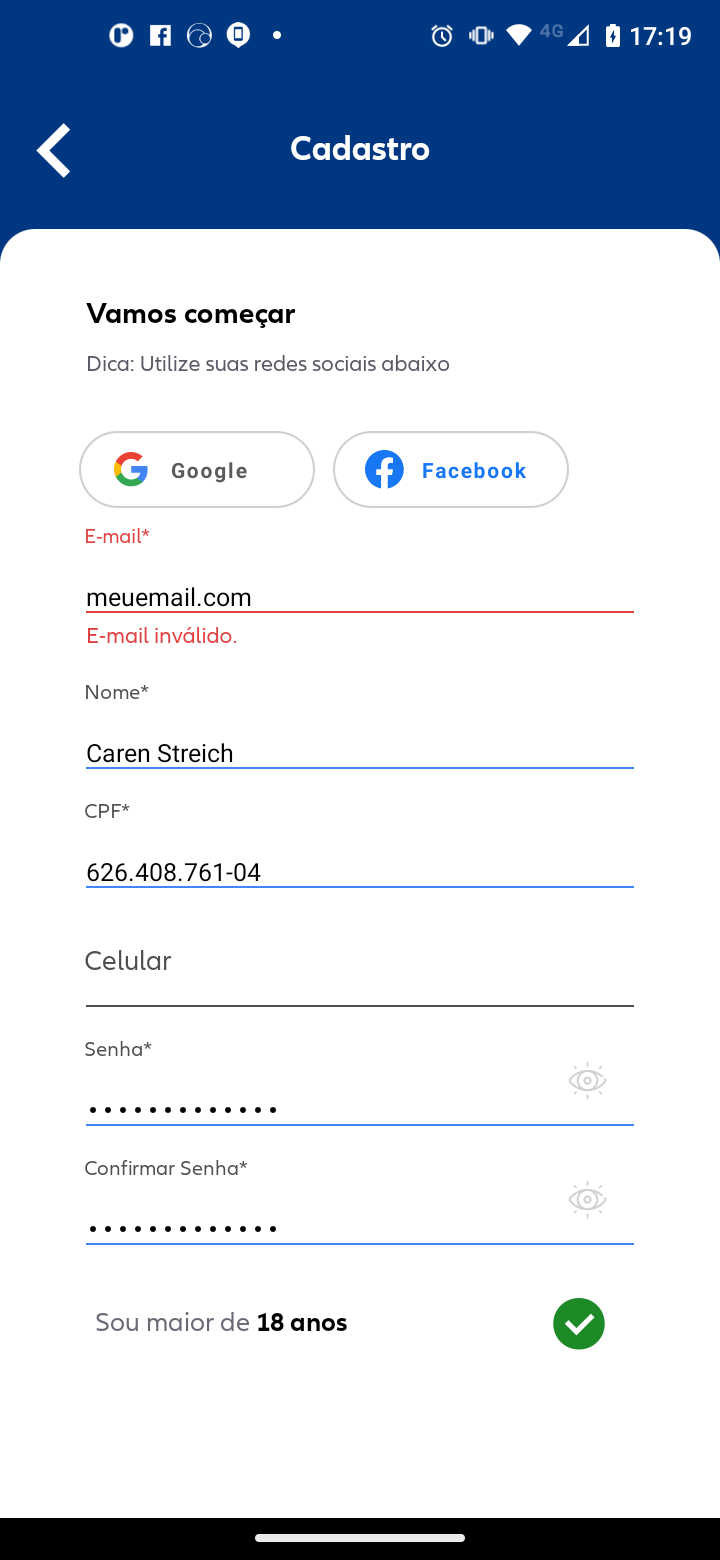 4G 17:19
Cadastro
Vamos começar
Dica: Utilize suas redes sociais abaixo
Google Facebook
E-mail*
meuemail.com
E-mail inválido.
Nome*
Caren Streich
CPF*
626.408.761-04
Celular
Senha*
•••••••••••••
Confirmar Senha*
•••••••••••••
Sou maior de 18 anos